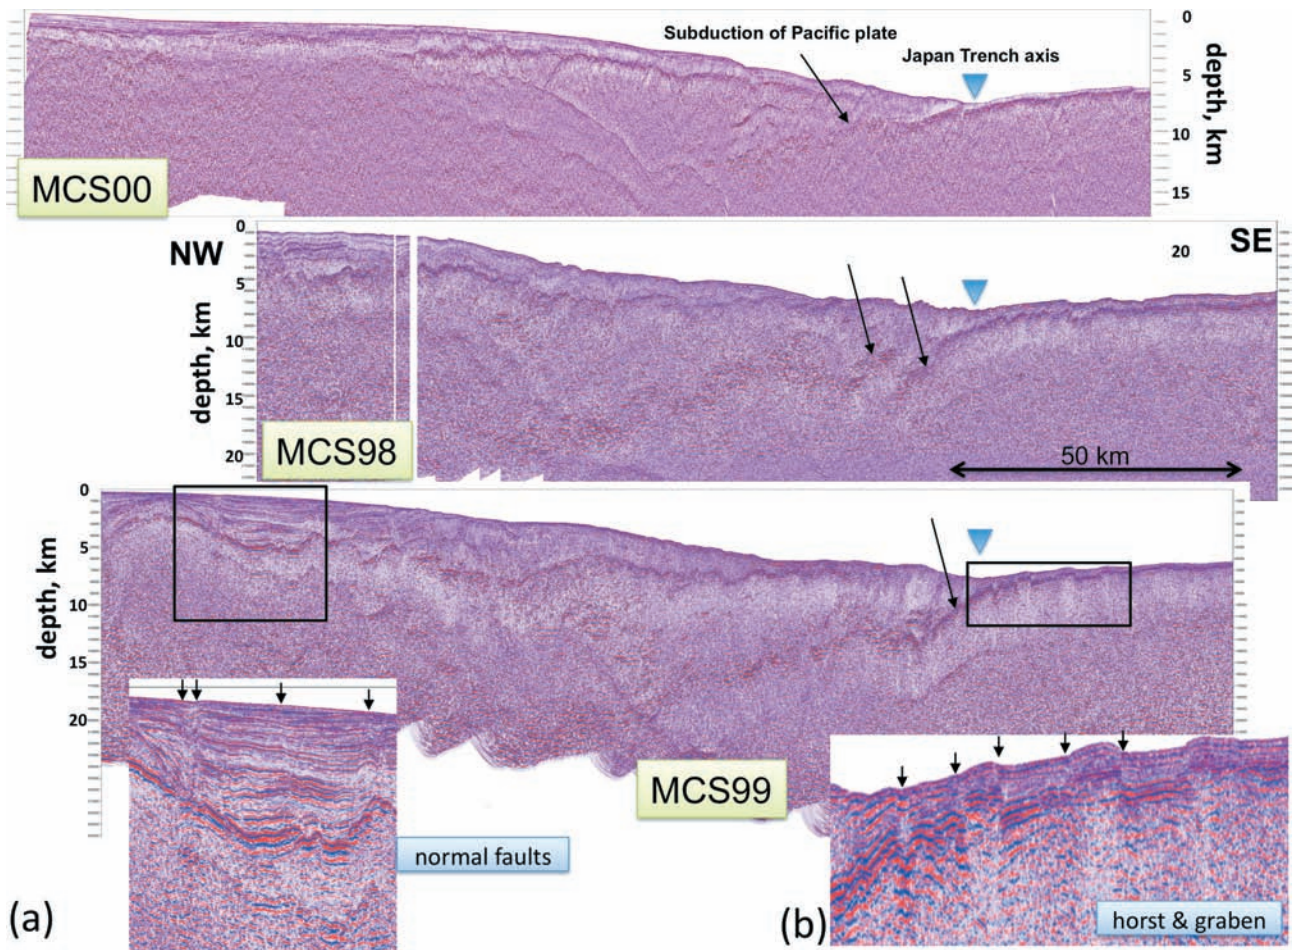 Subduction of Pacific plate
Japan Trench axis
0
5
10
15
depth, km
MCS00
0
5
10
15
20
depth, km
NW
SE
20
MCS98
50 km
0
5
10
15
20
depth, km
MCS99
normal faults
(a)
(b)
horst & graben